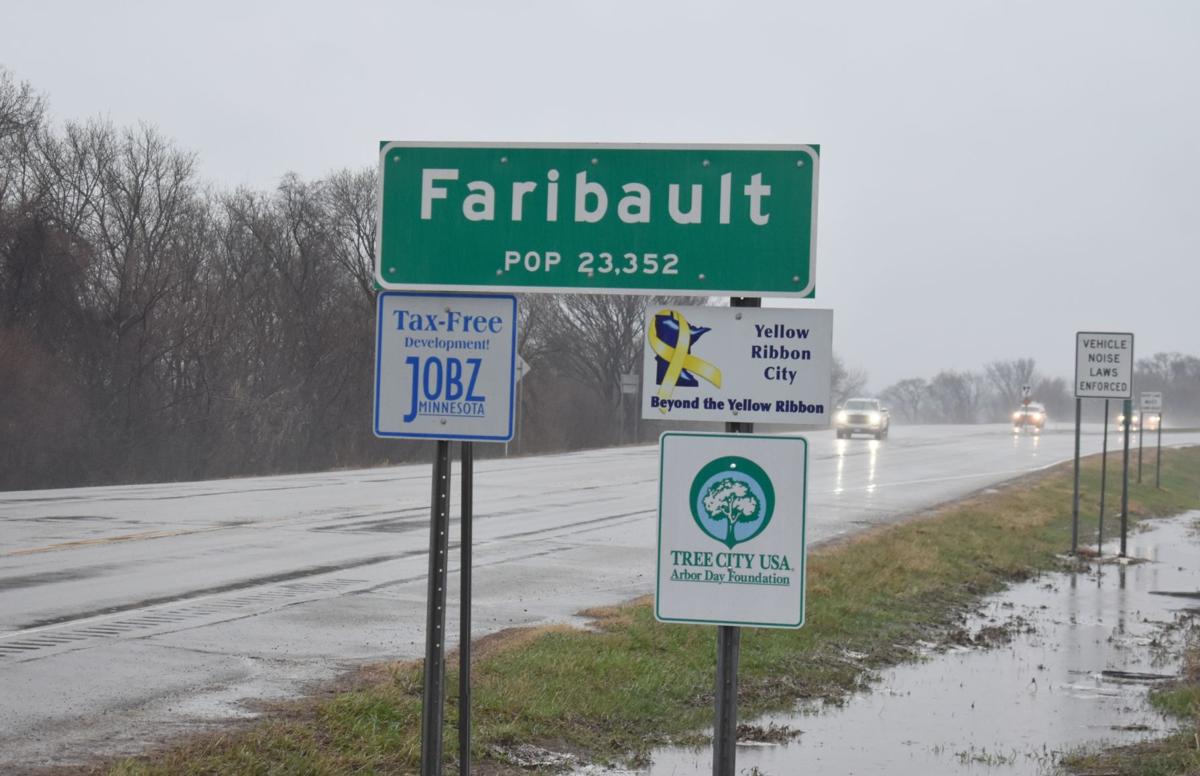 Faribault
POP 23,352
Tax-Free
Development!
JOBZ
MINNESOTA
Yellow
Ribbon
City
Beyond the Yellow Ribbon
TREE CITY USA
Arbor Day Foundation
VEHICLE
NOISE
LAWS
ENFORCED